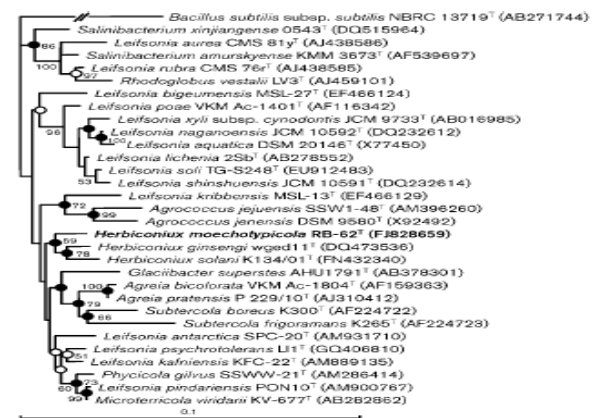 Bacillus subtilis subsp. subtilis NBRC 13719ᵀ (AB271744)
Salinibacterium xinjiangense 0543ᵀ (DQ515964)
86
Leifsonia aurea CMS 81yᵀ (AJ438586)
Salinibacterium amurskyense KMM 3673ᵀ (AF539697)
100
Leifsonia rubra CMS 76rᵀ (AJ438585)
97
Rhodoglobus vestalii LV3ᵀ (AJ459101)
Leifsonia bigeumensis MSL-27ᵀ (EF466124)
Leifsonia poae VKM Ac-1401ᵀ (AF116342)
Leifsonia xyli subsp. cynodontis JCM 9733ᵀ (AB016985)
96
Leifsonia naganoensis JCM 10592ᵀ (DQ232612)
100
Leifsonia aquatica DSM 20146ᵀ (X77450)
Leifsonia lichenia 2Sbᵀ (AB278552)
Leifsonia soli TG-S248ᵀ (EU912483)
53
Leifsonia shinshuensis JCM 10591ᵀ (DQ232614)
Leifsonia kribbensis MSL-13ᵀ (EF466129)
72
Agrococcus jejuensis SSW1-48ᵀ (AM396260)
99
Agrococcus jenensis DSM 9580ᵀ (X92492)
Herbiconiux moechotypicola RB-62ᵀ (FJ828659)
59
Herbiconiux ginsengi wged11ᵀ (DQ473536)
78
Herbiconiux solani K134/01ᵀ (FN432340)
Glaciibacter superstes AHU1791ᵀ (AB378301)
100
Agreia bicolorata VKM Ac-1804ᵀ (AF159363)
Agreia pratensis P 229/10ᵀ (AJ310412)
79
Subtercola boreus K300ᵀ (AF224722)
66
Subtercola frigoramans K265ᵀ (AF224723)
Leifsonia antarctica SPC-20ᵀ (AM931710)
Leifsonia psychrotolerans LI1ᵀ (GQ406810)
51
Leifsonia kafniensis KFC-22ᵀ (AM889135)
Phycicola gilvus SSWW-21ᵀ (AM286414)
73
Leifsonia pindariensis PON10ᵀ (AM900767)
60
Microterricola viridarii KV-677ᵀ (AB282862)
99
0.1